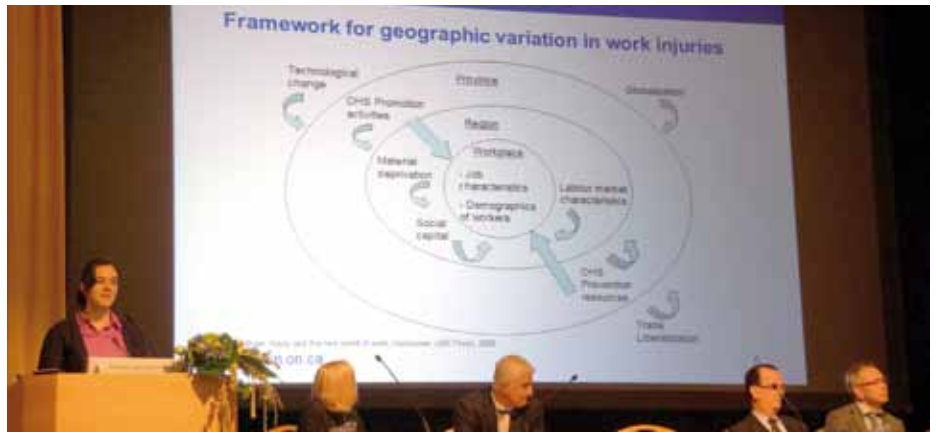 Framework for geographic variation in work injuries
Technological
change
Province
Globalization
OHS Promotion
activities
Region
Workplace
Material
deprivation
- Job
characteristics
Labour market
characteristics
- Demographics
of workers
Social
capital
OHS
Prevention
resources
Trade
Liberalization
on.ca